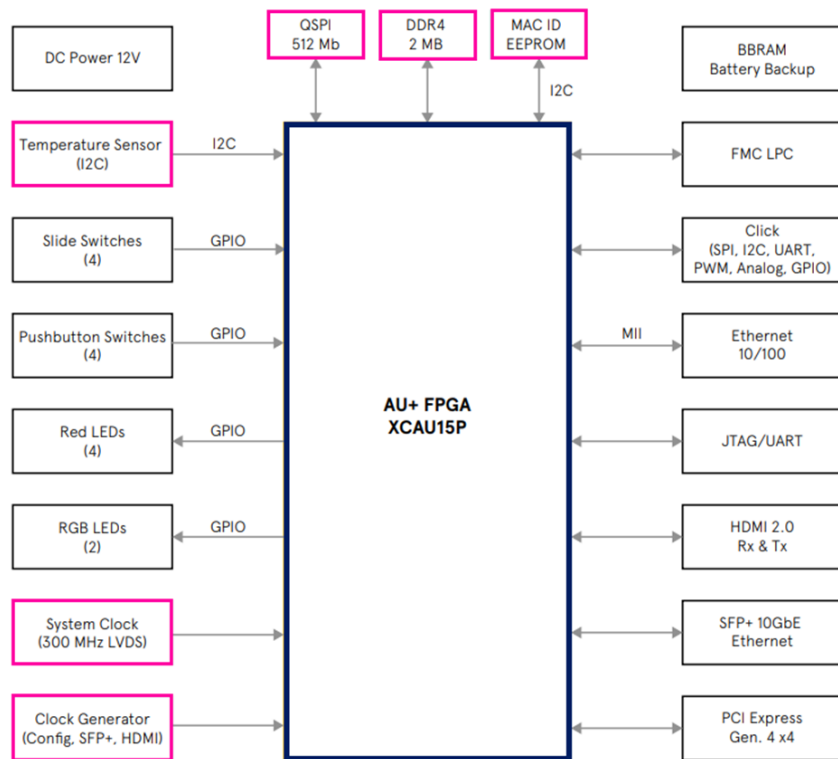 DC Power 12V
QSPI
512 Mb
DDR4
2 MB
MAC ID
EEPROM
BBRAM
Battery Backup
I2C
Temperature Sensor
(I2C)
I2C
FMC LPC
Slide Switches
(4)
GPIO
Click
(SPI, I2C, UART,
PWM, Analog, GPIO)
Pushbutton Switches
(4)
GPIO
MII
Ethernet
10/100
AU+ FPGA
XCAU15P
Red LEDs
(4)
GPIO
JTAG/UART
RGB LEDs
(2)
GPIO
HDMI 2.0
Rx & Tx
System Clock
(300 MHz LVDS)
SFP+ 10GbE
Ethernet
Clock Generator
(Config, SFP+, HDMI)
PCI Express
Gen. 4 x4